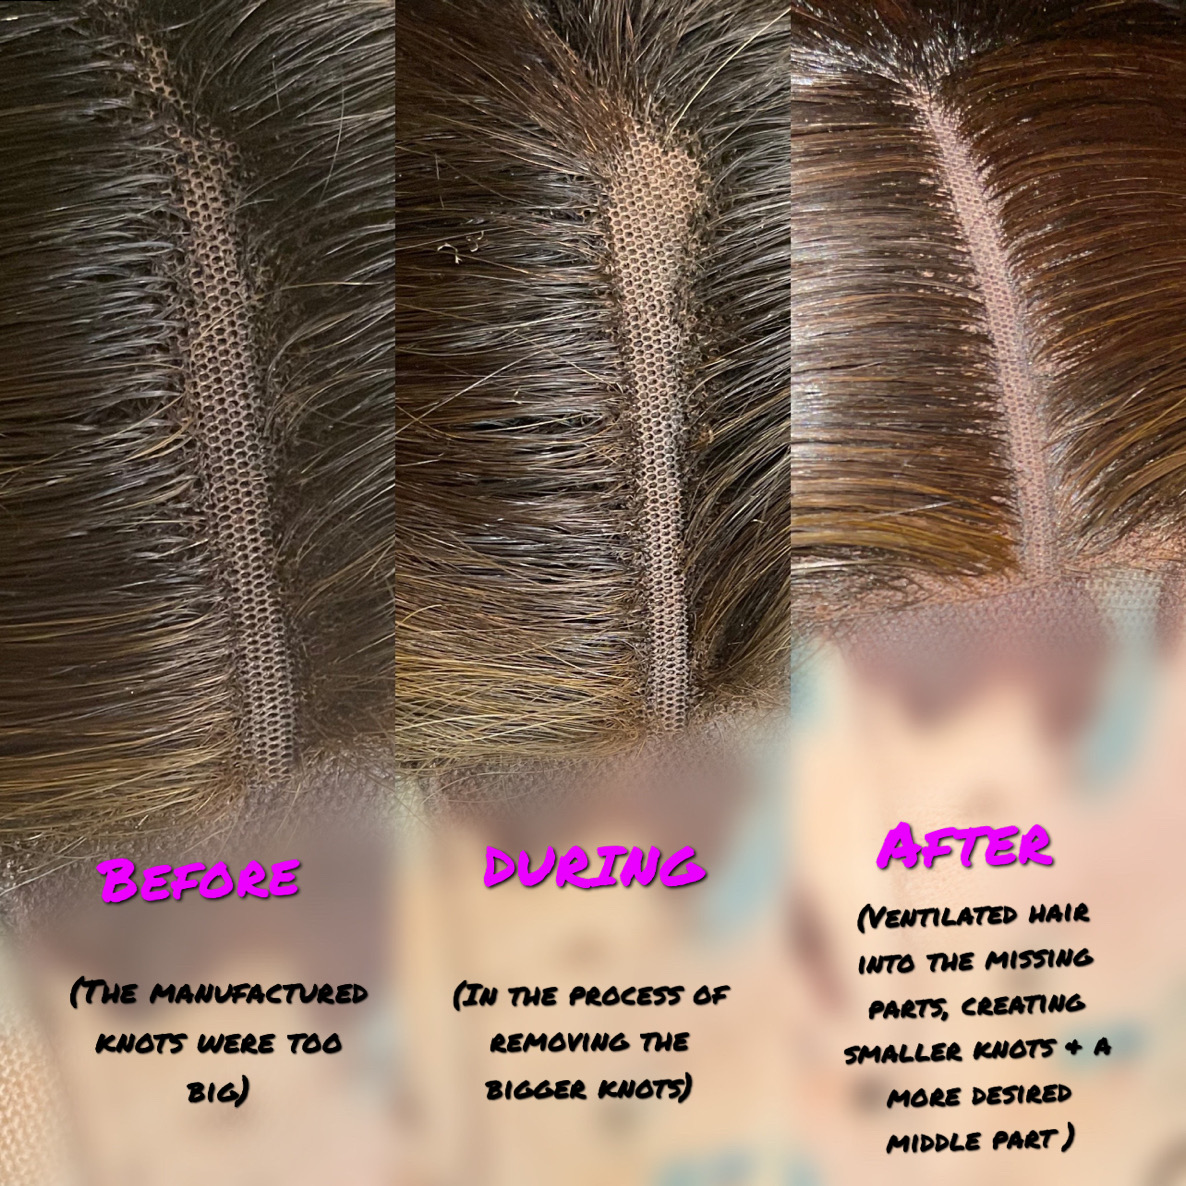 BEFORE
(THE MANUFACTURED
KNOTS WERE TOO
BIG)
DURING
(IN THE PROCESS OF
REMOVING THE
BIGGER KNOTS)
AFTER
(VENTILATED HAIR
INTO THE MISSING
PARTS, CREATING
SMALLER KNOTS & A
MORE DESIRED
MIDDLE PART )